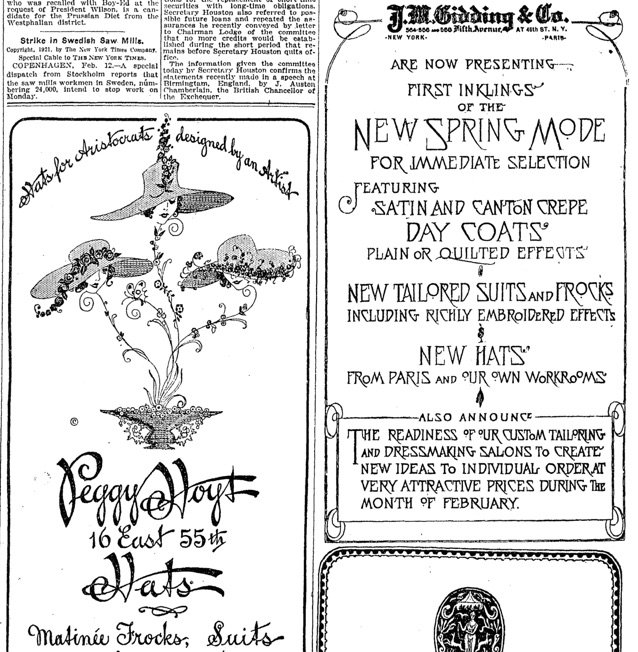 who was recalled with Boy-Ed at the
request of President Wilson, is a can-
didate for the Prussian Diet from the
Westphalian district.
Strike in Swedish Saw Mills.
Copyright, 1921, by The New York Times Company.
Special Cable to THE NEW YORK TIMES.
COPENHAGEN, Feb. 12.—A special
dispatch from Stockholm reports that
the saw mills workmen in Sweden, num-
bering 24,000, intend to stop work on
Monday.
securities with long-time obligations.
Secretary Houston also referred to pos-
sible future loans and repeated the as-
surances he recently conveyed by letter
to Chairman Lodge of the committee
that no more credits would be estab-
lished during the short period that re-
mains before Secretary Houston quits of-
fice.
The information given the committee
today by Secretary Houston confirms the
statements recently made in a speech at
Birmingham, England, by J. Austen
Chamberlain, the British Chancellor of
the Exchequer.
Hats for Aristocrats designed by an Artist
©
Peggy Hoyt
16 East 55th
Hats
Matinée Frocks, Suits
J.M. Gidding & Co.
564-566 and 568 Fifth Avenue, AT 46TH ST. N.Y.
-NEW YORK- -PARIS-
ARE NOW PRESENTING
FIRST INKLINGS
OF THE
NEW SPRING MODE
FOR IMMEDIATE SELECTION
FEATURING
SATIN AND CANTON CREPE
DAY COATS
PLAIN OR QUILTED EFFECTS
NEW TAILORED SUITS AND FROCKS
INCLUDING RICHLY EMBROIDERED EFFECTS
NEW HATS
FROM PARIS AND OUR OWN WORKROOMS
ALSO ANNOUNCE
THE READINESS OF OUR CUSTOM TAILORING
AND DRESSMAKING SALONS TO CREATE
NEW IDEAS TO INDIVIDUAL ORDER AT
VERY ATTRACTIVE PRICES DURING THE
MONTH OF FEBRUARY.